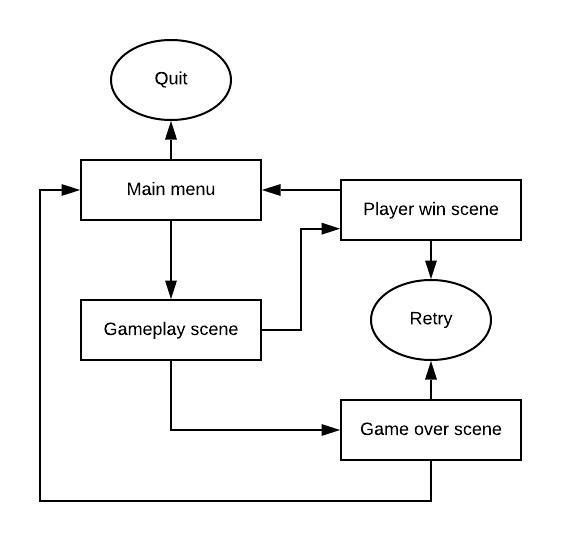 Quit
Main menu
Player win scene
Gameplay scene
Retry
Game over scene